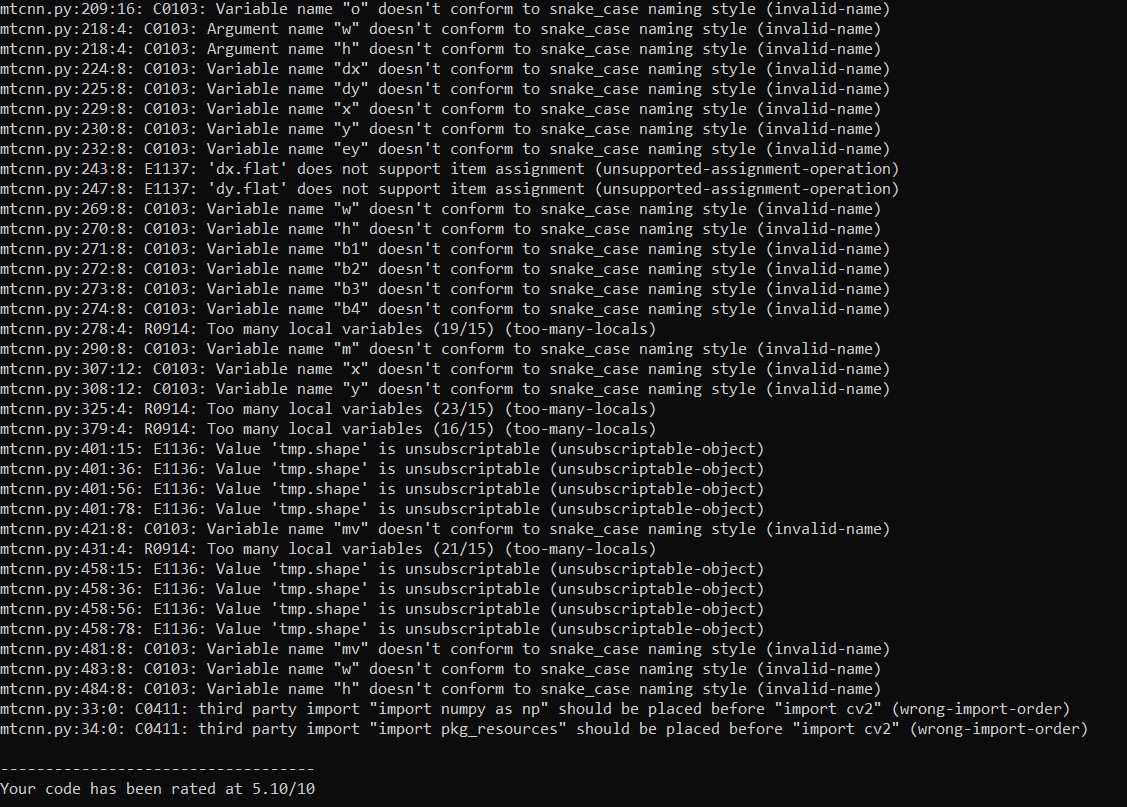 mtcnn.py:209:16: C0103: Variable name "o" doesn't conform to snake_case naming style (invalid-name)
mtcnn.py:218:4: C0103: Argument name "w" doesn't conform to snake_case naming style (invalid-name)
mtcnn.py:218:4: C0103: Argument name "h" doesn't conform to snake_case naming style (invalid-name)
mtcnn.py:224:8: C0103: Variable name "dx" doesn't conform to snake_case naming style (invalid-name)
mtcnn.py:225:8: C0103: Variable name "dy" doesn't conform to snake_case naming style (invalid-name)
mtcnn.py:229:8: C0103: Variable name "x" doesn't conform to snake_case naming style (invalid-name)
mtcnn.py:230:8: C0103: Variable name "y" doesn't conform to snake_case naming style (invalid-name)
mtcnn.py:232:8: C0103: Variable name "ey" doesn't conform to snake_case naming style (invalid-name)
mtcnn.py:243:8: E1137: 'dx.flat' does not support item assignment (unsupported-assignment-operation)
mtcnn.py:247:8: E1137: 'dy.flat' does not support item assignment (unsupported-assignment-operation)
mtcnn.py:269:8: C0103: Variable name "w" doesn't conform to snake_case naming style (invalid-name)
mtcnn.py:270:8: C0103: Variable name "h" doesn't conform to snake_case naming style (invalid-name)
mtcnn.py:271:8: C0103: Variable name "b1" doesn't conform to snake_case naming style (invalid-name)
mtcnn.py:272:8: C0103: Variable name "b2" doesn't conform to snake_case naming style (invalid-name)
mtcnn.py:273:8: C0103: Variable name "b3" doesn't conform to snake_case naming style (invalid-name)
mtcnn.py:274:8: C0103: Variable name "b4" doesn't conform to snake_case naming style (invalid-name)
mtcnn.py:278:4: R0914: Too many local variables (19/15) (too-many-locals)
mtcnn.py:290:8: C0103: Variable name "m" doesn't conform to snake_case naming style (invalid-name)
mtcnn.py:307:12: C0103: Variable name "x" doesn't conform to snake_case naming style (invalid-name)
mtcnn.py:308:12: C0103: Variable name "y" doesn't conform to snake_case naming style (invalid-name)
mtcnn.py:325:4: R0914: Too many local variables (23/15) (too-many-locals)
mtcnn.py:379:4: R0914: Too many local variables (16/15) (too-many-locals)
mtcnn.py:401:15: E1136: Value 'tmp.shape' is unsubscriptable (unsubscriptable-object)
mtcnn.py:401:36: E1136: Value 'tmp.shape' is unsubscriptable (unsubscriptable-object)
mtcnn.py:401:56: E1136: Value 'tmp.shape' is unsubscriptable (unsubscriptable-object)
mtcnn.py:401:78: E1136: Value 'tmp.shape' is unsubscriptable (unsubscriptable-object)
mtcnn.py:421:8: C0103: Variable name "mv" doesn't conform to snake_case naming style (invalid-name)
mtcnn.py:431:4: R0914: Too many local variables (21/15) (too-many-locals)
mtcnn.py:458:15: E1136: Value 'tmp.shape' is unsubscriptable (unsubscriptable-object)
mtcnn.py:458:36: E1136: Value 'tmp.shape' is unsubscriptable (unsubscriptable-object)
mtcnn.py:458:56: E1136: Value 'tmp.shape' is unsubscriptable (unsubscriptable-object)
mtcnn.py:458:78: E1136: Value 'tmp.shape' is unsubscriptable (unsubscriptable-object)
mtcnn.py:481:8: C0103: Variable name "mv" doesn't conform to snake_case naming style (invalid-name)
mtcnn.py:483:8: C0103: Variable name "w" doesn't conform to snake_case naming style (invalid-name)
mtcnn.py:484:8: C0103: Variable name "h" doesn't conform to snake_case naming style (invalid-name)
mtcnn.py:33:0: C0411: third party import "import numpy as np" should be placed before "import cv2" (wrong-import-order)
mtcnn.py:34:0: C0411: third party import "import pkg_resources" should be placed before "import cv2" (wrong-import-order)
-----------------------------------
Your code has been rated at 5.10/10